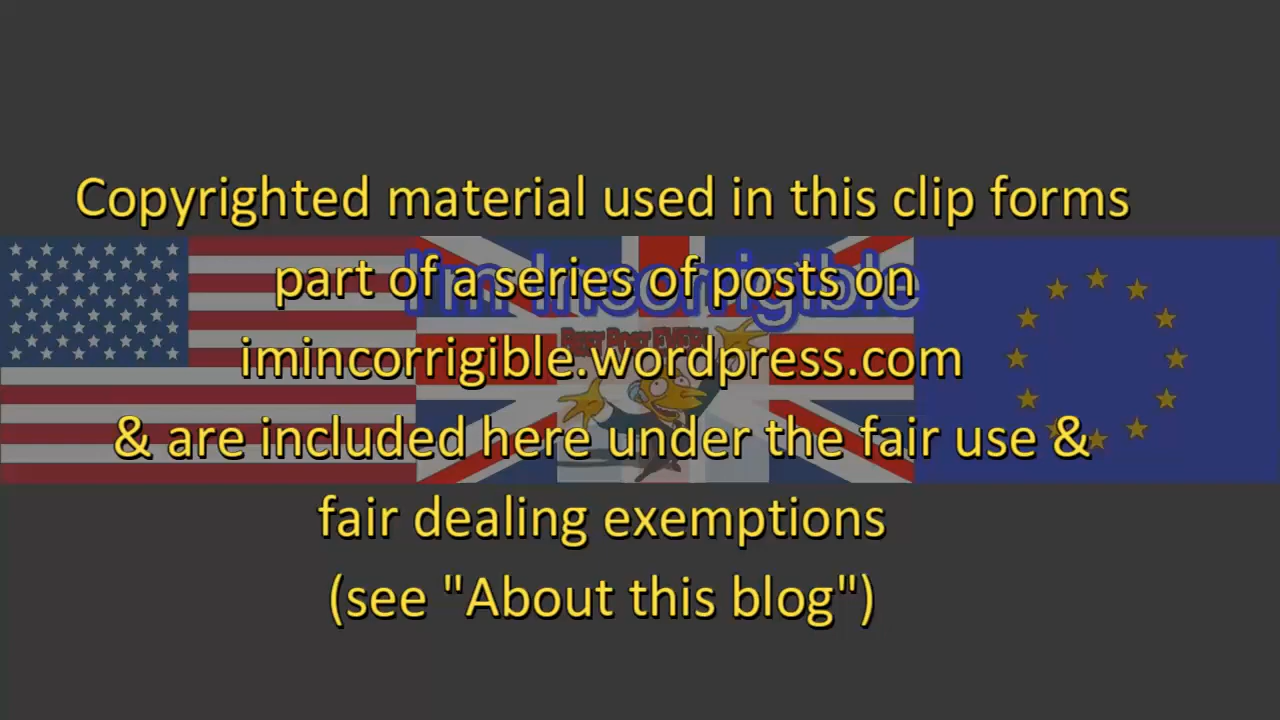 Copyrighted material used in this clip forms
part of a series of posts on
I'm Incorrigible
imincorrigible.wordpress.com
& are included here under the fair use &
fair dealing exemptions
(see "About this blog")